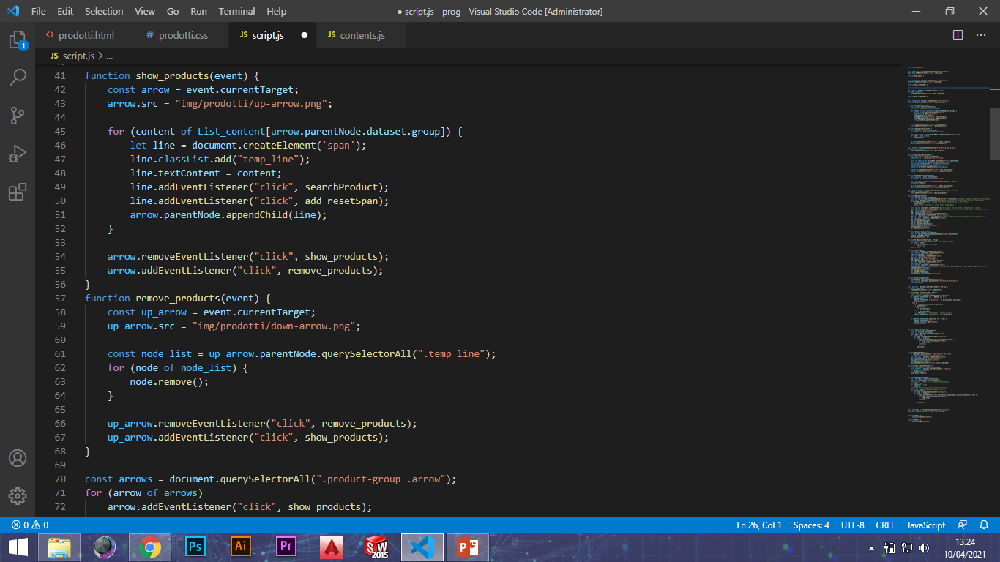 File Edit Selection View Go Run Terminal Help
● script.js - prog - Visual Studio Code [Administrator]
<> prodotti.html
# prodotti.css
JS script.js ●
JS contents.js
JS script.js > ...
1
41 function show_products(event) {
42 const arrow = event.currentTarget;
43 arrow.src = "img/prodotti/up-arrow.png";
44
45 for (content of List_content[arrow.parentNode.dataset.group]) {
46 let line = document.createElement('span');
47 line.classList.add("temp_line");
48 line.textContent = content;
49 line.addEventListener("click", searchProduct);
50 line.addEventListener("click", add_resetSpan);
51 arrow.parentNode.appendChild(line);
52 }
53
54 arrow.removeEventListener("click", show_products);
55 arrow.addEventListener("click", remove_products);
56 }
57 function remove_products(event) {
58 const up_arrow = event.currentTarget;
59 up_arrow.src = "img/prodotti/down-arrow.png";
60
61 const node_list = up_arrow.parentNode.querySelectorAll(".temp_line");
62 for (node of node_list) {
63 node.remove();
64 }
65
66 up_arrow.removeEventListener("click", remove_products);
67 up_arrow.addEventListener("click", show_products);
68 }
69
70 const arrows = document.querySelectorAll(".product-group .arrow");
71 for (arrow of arrows)
72 arrow.addEventListener("click", show_products);
0 0
Ln 26, Col 1 Spaces: 4 UTF-8 CRLF JavaScript
Ps Ai Pr A SW 2015 P
13.24
10/04/2021